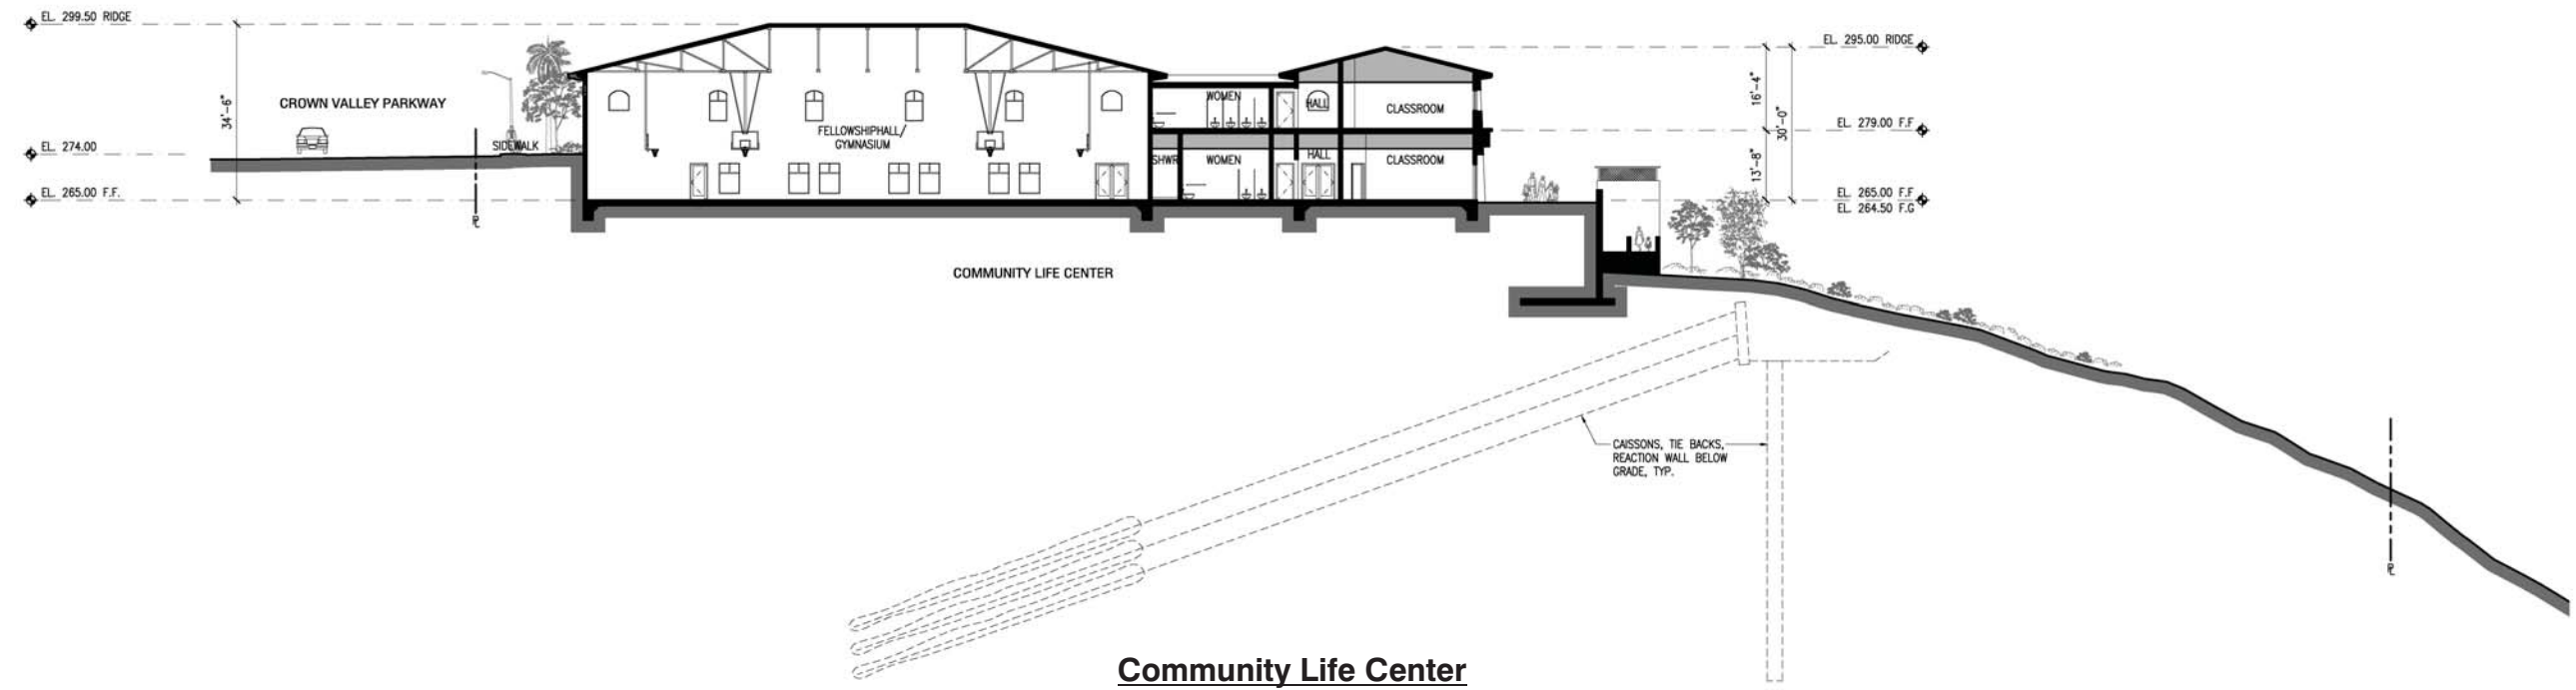 EL. 299.50 RIDGE
EL. 295.00 RIDGE
CROWN VALLEY PARKWAY
34'-6"
16'-4"
30'-0"
13'-8"
WOMEN
HALL
CLASSROOM
FELLOWSHIPHALL/
GYMNASIUM
EL. 279.00 F.F
EL. 274.00
SIDEWALK
SHWR
WOMEN
HALL
CLASSROOM
EL. 265.00 F.F.
EL. 265.00 F.F
EL. 264.50 F.G
PL
COMMUNITY LIFE CENTER
CAISSONS, TIE BACKS,
REACTION WALL BELOW
GRADE, TYP.
PL
Community Life Center